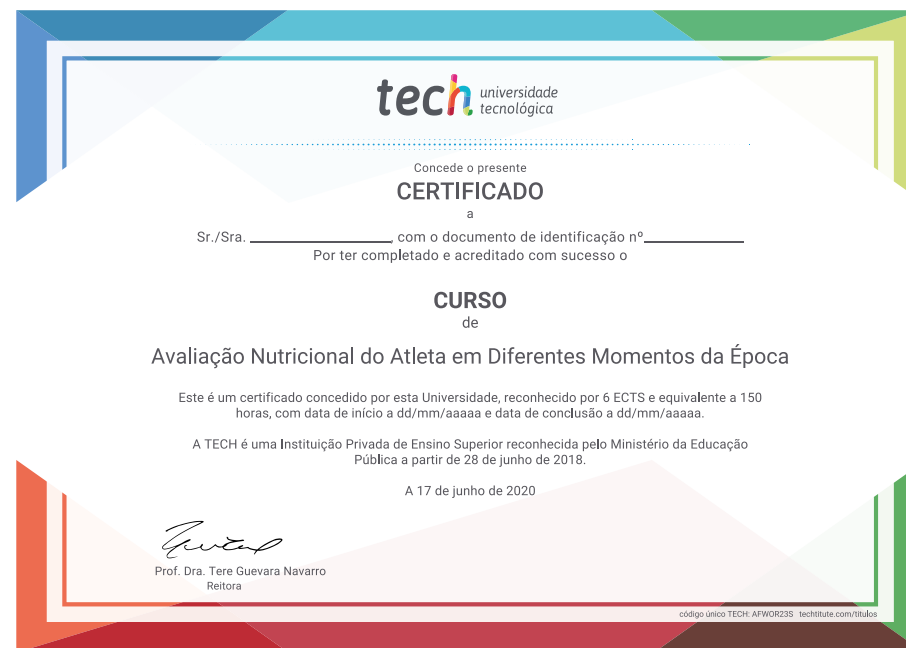 tech universidade
tecnológica
Concede o presente
CERTIFICADO
a
Sr./Sra. ________________, com o documento de identificação nº____________
Por ter completado e acreditado com sucesso o
CURSO
de
Avaliação Nutricional do Atleta em Diferentes Momentos da Época
Este é um certificado concedido por esta Universidade, reconhecido por 6 ECTS e equivalente a 150
horas, com data de início a dd/mm/aaaaa e data de conclusão a dd/mm/aaaaa.
A TECH é uma Instituição Privada de Ensino Superior reconhecida pelo Ministério da Educação
Pública a partir de 28 de junho de 2018.
A 17 de junho de 2020
Prof. Dra. Tere Guevara Navarro
Reitora
código único TECH: AFWOR23S techtitute.com/titulos